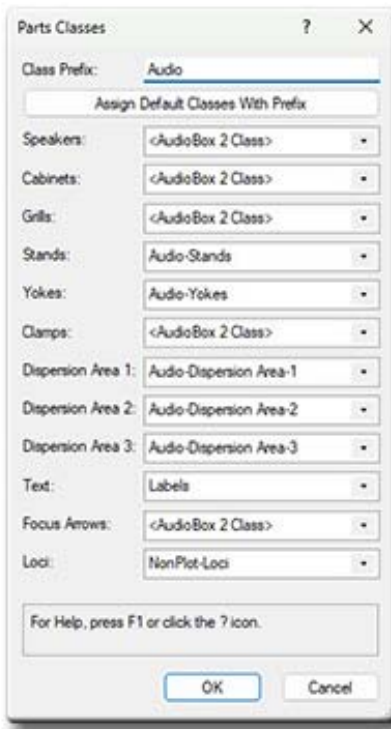 Parts Classes ? ×
Class Prefix: Audio
Assign Default Classes With Prefix
Speakers: <AudioBox 2 Class>
Cabinets: <AudioBox 2 Class>
Grills: <AudioBox 2 Class>
Stands: Audio-Stands
Yokes: Audio-Yokes
Clamps: <AudioBox 2 Class>
Dispersion Area 1: Audio-Dispersion Area-1
Dispersion Area 2: Audio-Dispersion Area-2
Dispersion Area 3: Audio-Dispersion Area-3
Text: Labels
Focus Arrows: <AudioBox 2 Class>
Loci: NonPlot-Loci
For Help, press F1 or click the ? icon.
OK Cancel